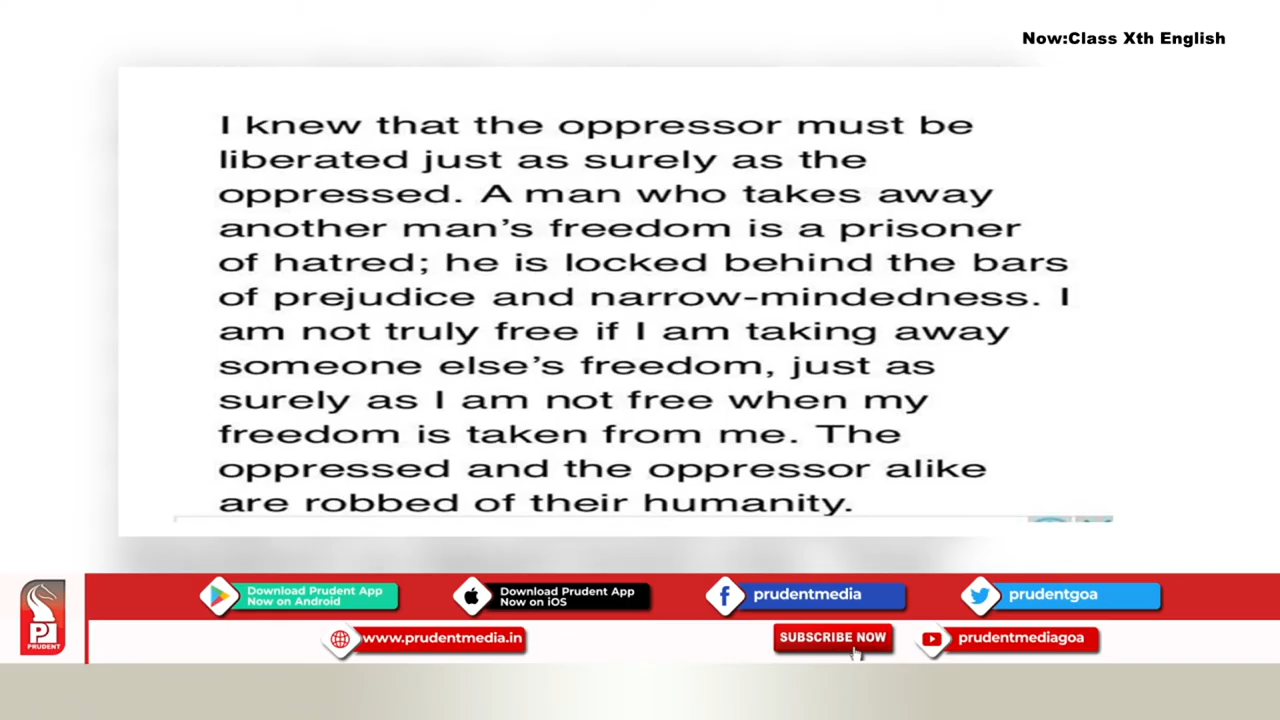 Now:Class Xth English
I knew that the oppressor must be
liberated just as surely as the
oppressed. A man who takes away
another man’s freedom is a prisoner
of hatred; he is locked behind the bars
of prejudice and narrow-mindedness. I
am not truly free if I am taking away
someone else’s freedom, just as
surely as I am not free when my
freedom is taken from me. The
oppressed and the oppressor alike
are robbed of their humanity.
Download Prudent App
Now on Android
Download Prudent App
Now on iOS
prudentmedia
prudentgoa
PRUDENT
www.prudentmedia.in
SUBSCRIBE NOW
prudentmediagoa